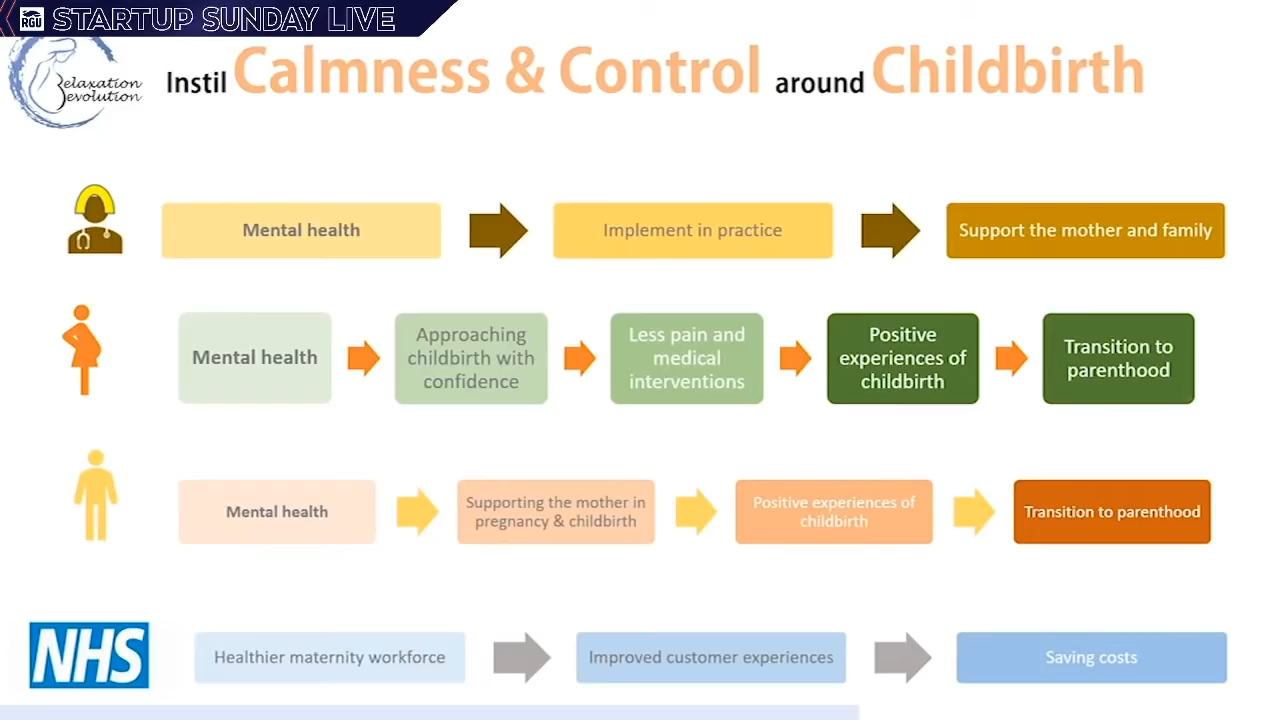 RGU STARTUP SUNDAY LIVE
Relaxation
Revolution
Instil Calmness & Control around Childbirth
Mental health
Implement in practice
Support the mother and family
Mental health
Approaching
childbirth with
confidence
Less pain and
medical
interventions
Positive
experiences of
childbirth
Transition to
parenthood
Mental health
Supporting the mother in
pregnancy & childbirth
Positive experiences of
childbirth
Transition to parenthood
NHS
Healthier maternity workforce
Improved customer experiences
Saving costs